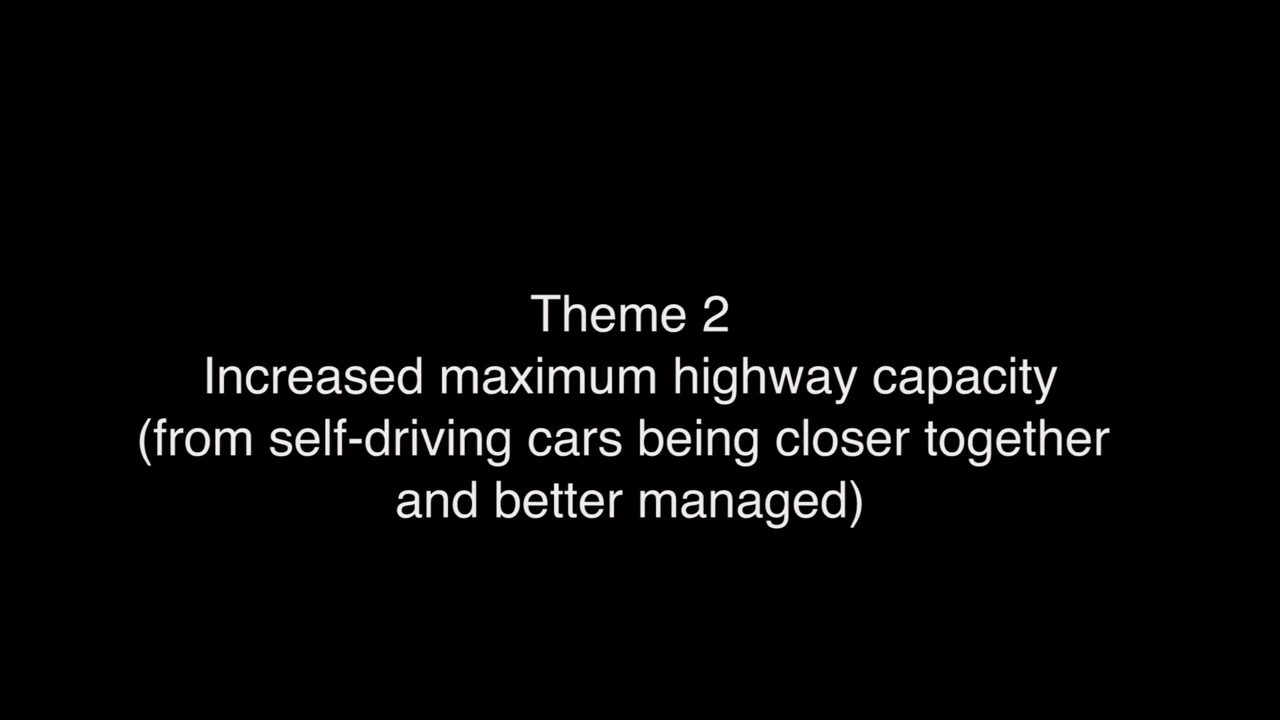 Theme 2
Increased maximum highway capacity
(from self-driving cars being closer together
and better managed)